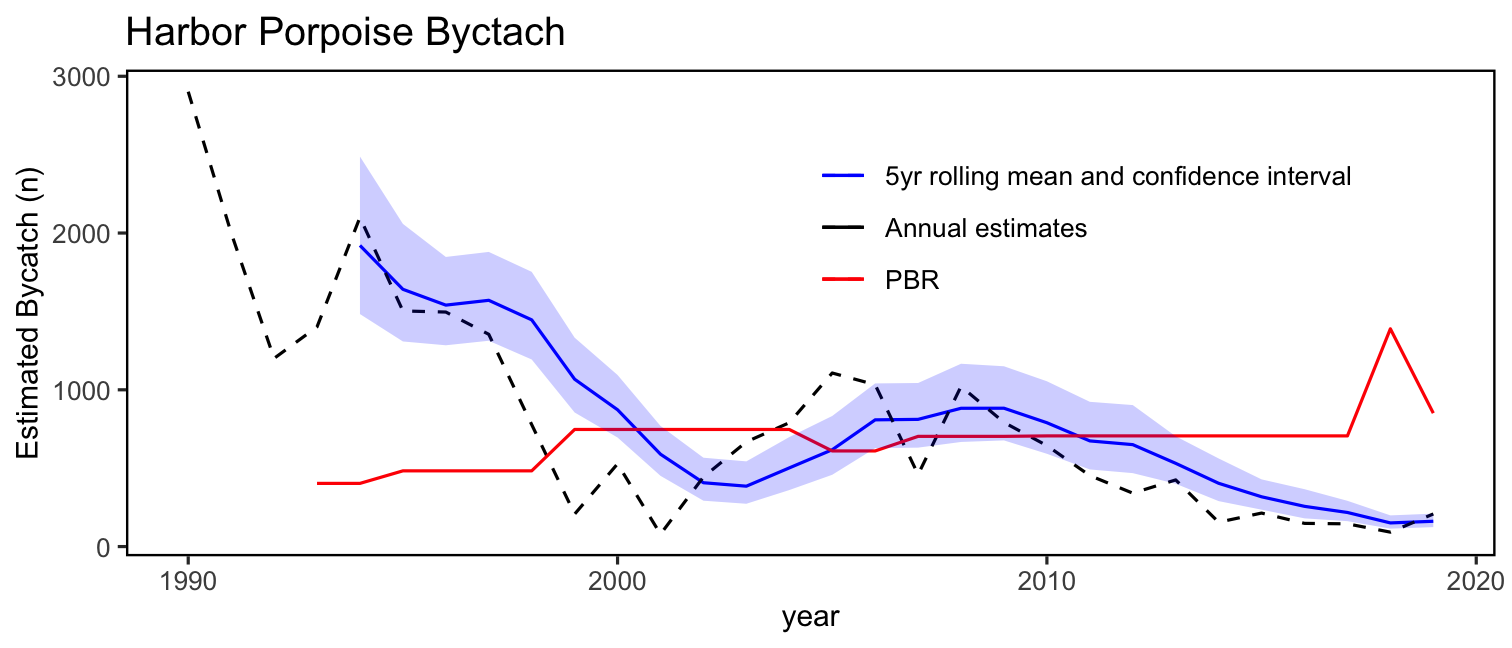 Harbor Porpoise Byctach
3000
2000
1000
0
Estimated Bycatch (n)
5yr rolling mean and confidence interval
Annual estimates
PBR
1990
2000
2010
2020
year